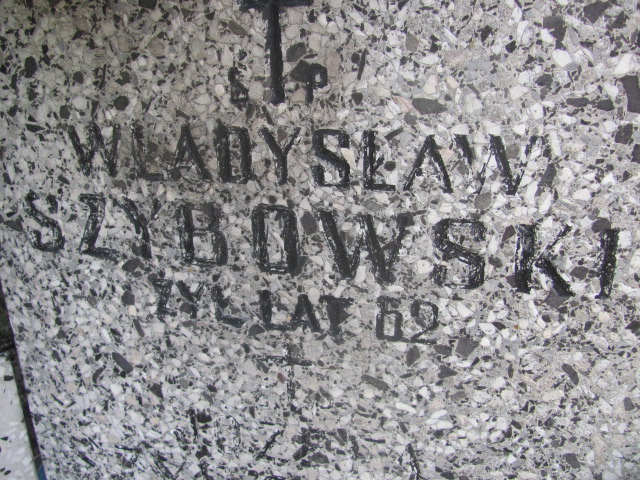 Ś P
WŁADYSŁAW
SZYBOWSKI
ŻYŁ LAT 62